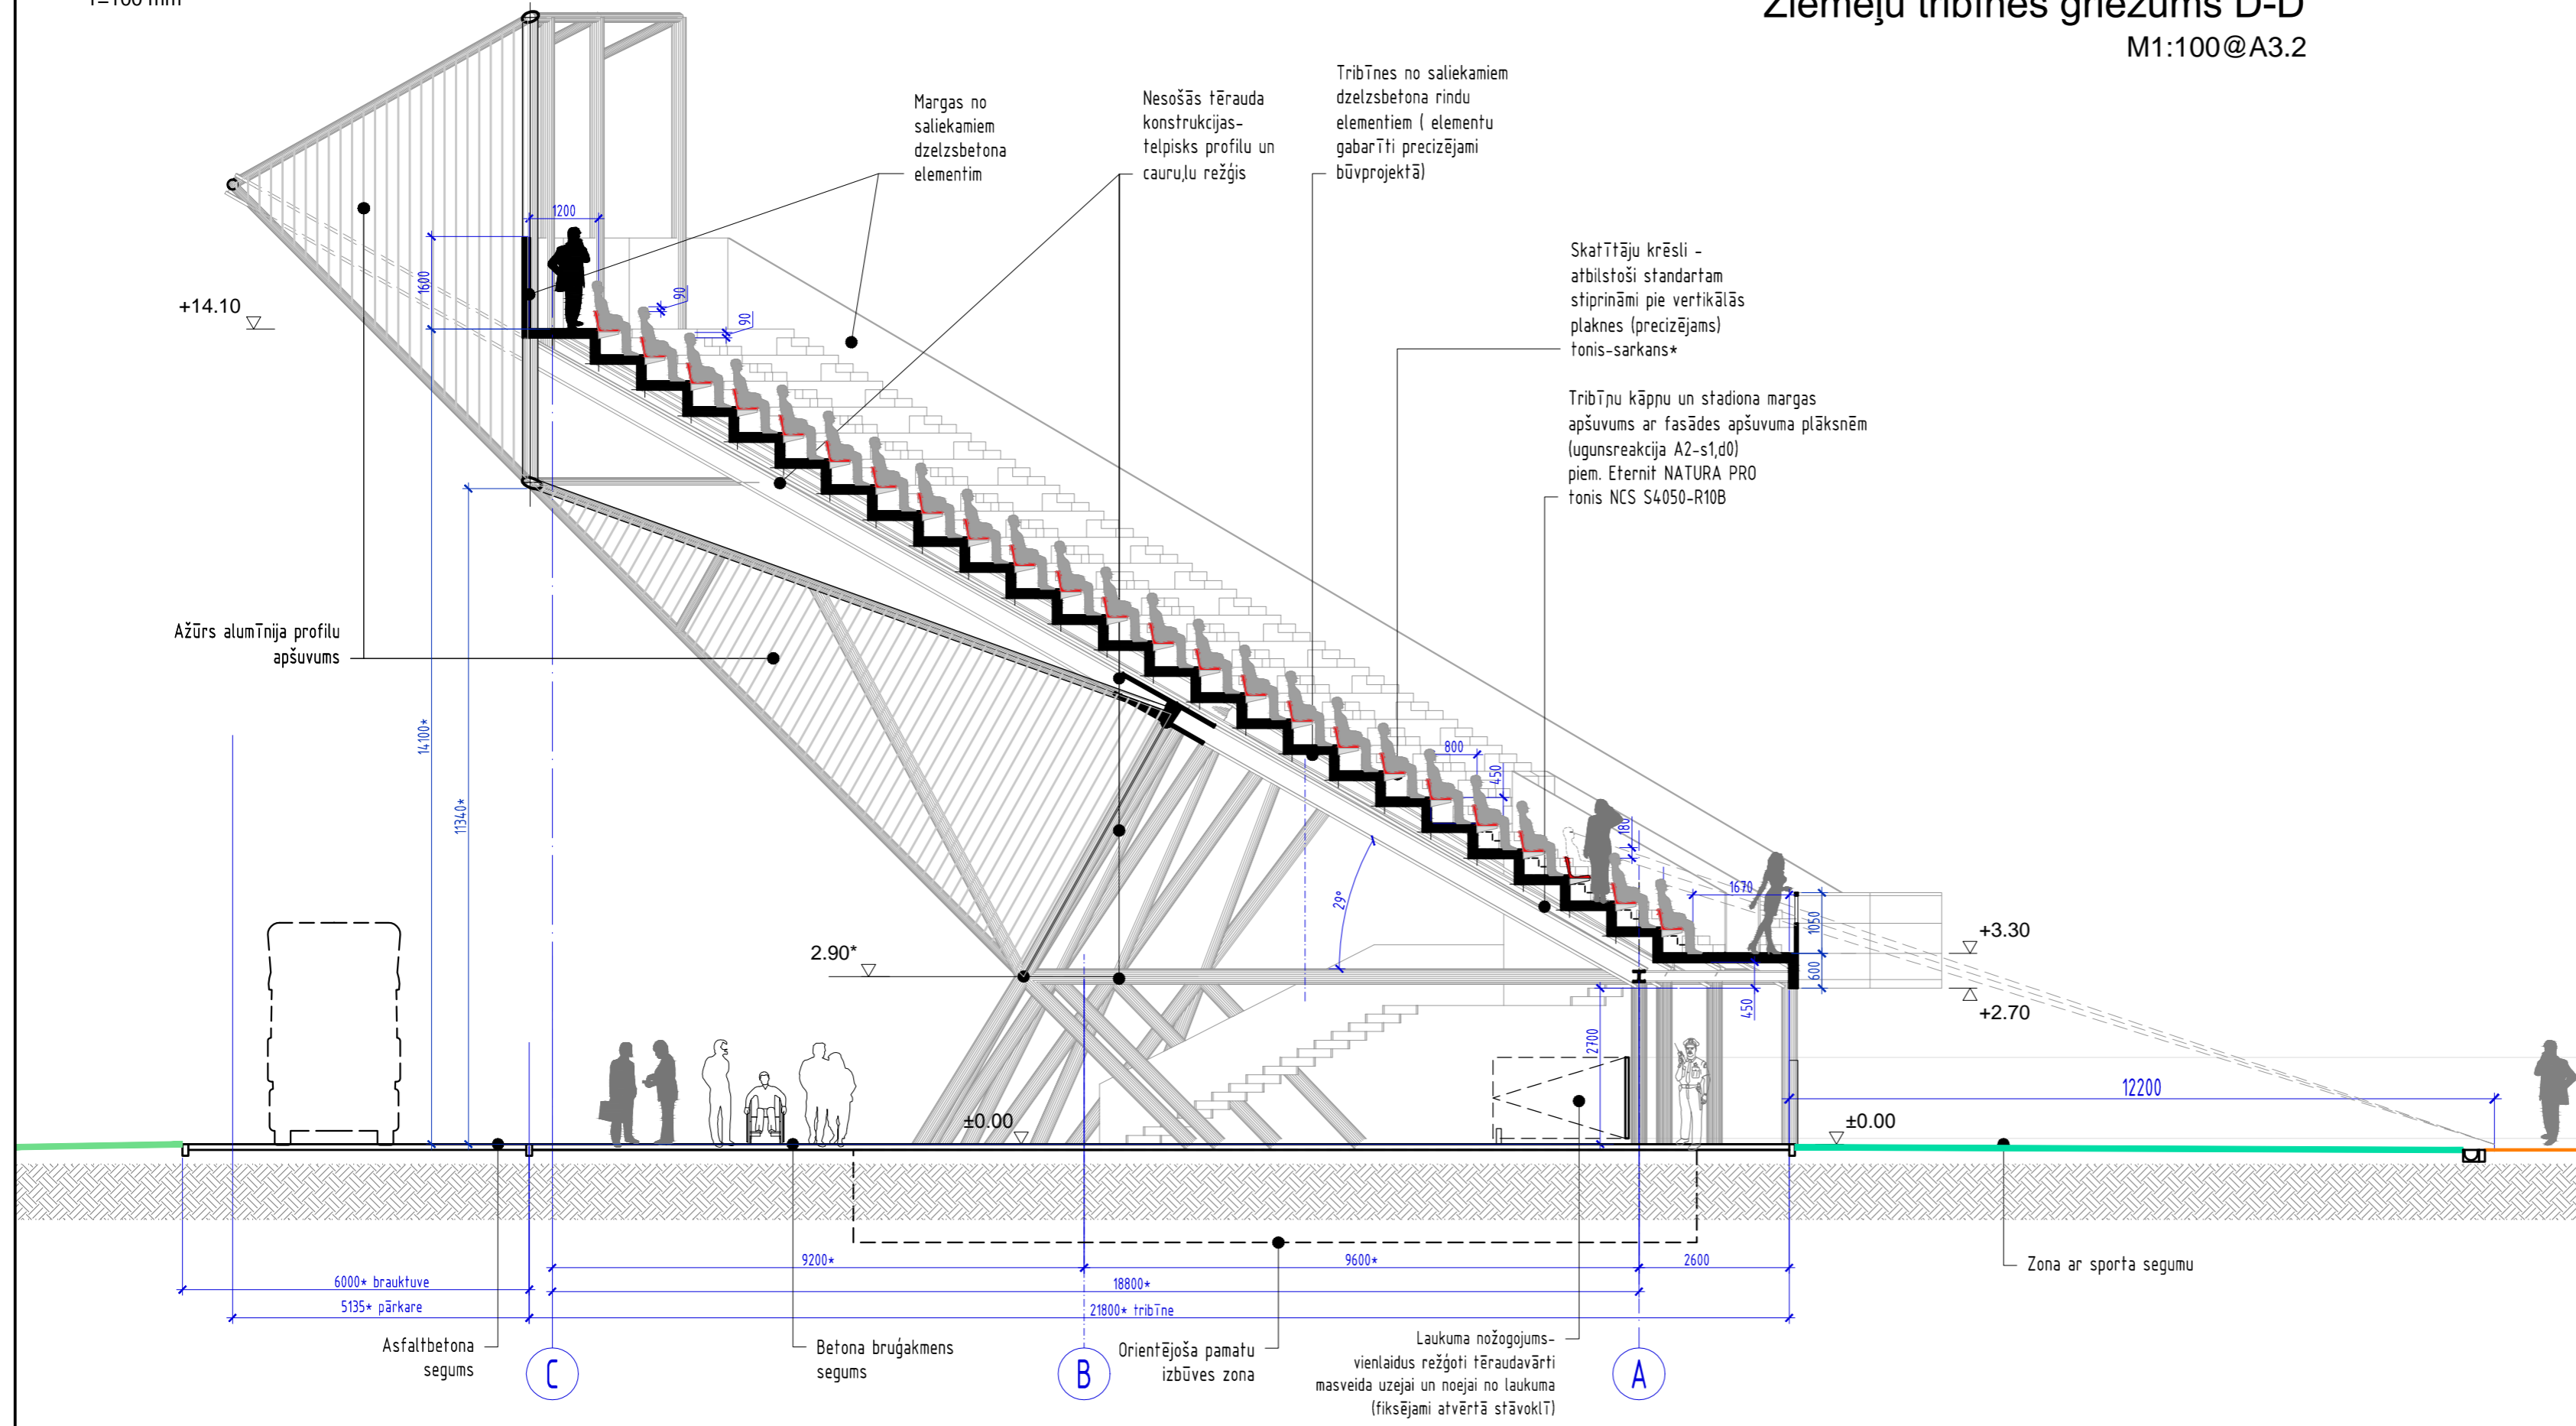 Ziemeļu tribīnes griezums D-D
M1:100@A3.2
Margas no
saliekamiem
dzelzsbetona
elementim
Nesošās tērauda
konstrukcijas-
telpisks profilu un
cauru,lu režģis
Tribīnes no saliekamiem
dzelzsbetona rindu
elementiem ( elementu
gabarīti precizējami
būvprojektā)
Skatītāju krēsli -
atbilstoši standartam
stiprināmi pie vertikālās
plaknes (precizējams)
tonis-sarkans*
Tribīņu kāpņu un stadiona margas
apšuvums ar fasādes apšuvuma plāksnēm
(ugunsreakcija A2-s1,d0)
piem. Eternit NATURA PRO
tonis NCS S4050-R10B
1200
1600
90
90
+14.10
Ažūrs alumīnija profilu
apšuvums
14100*
11340*
800
450
180
1670
1050
600
450
29°
2.90*
+3.30
+2.70
2700
12200
±0.00
±0.00
9200*
9600*
2600
6000* brauktuve
18800*
5135* pārkare
21800* tribīne
Zona ar sporta segumu
Asfaltbetona
segums
Betona bruģakmens
segums
Orientējoša pamatu
izbūves zona
Laukuma nožogojums-
vienlaidus režģoti tēraudavārti
masveida uzejai un noejai no laukuma
(fiksējami atvērtā stāvoklī)
C
B
A